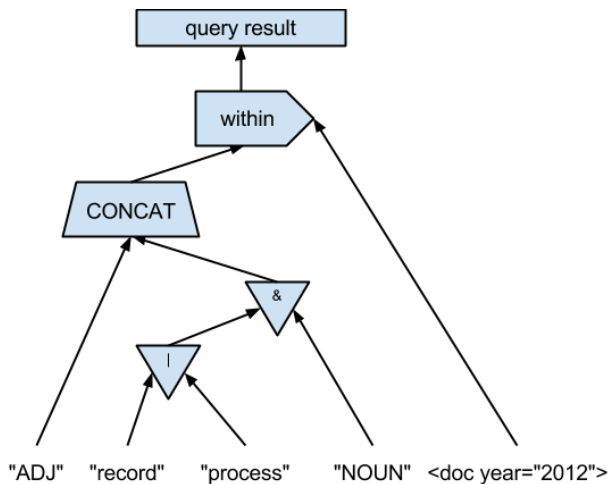 query result
within
CONCAT
&
|
"ADJ" "record" "process" "NOUN" <doc year="2012">